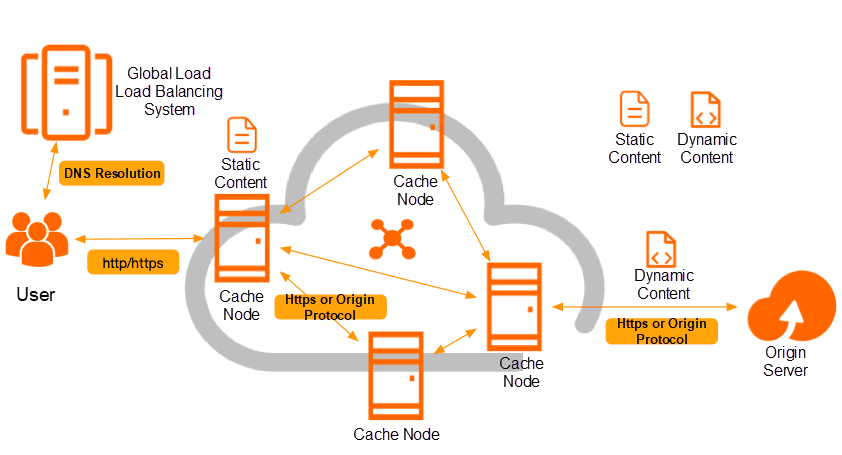 Global Load
Load Balancing
System
DNS Resolution
User
http/https
Static
Content
Cache
Node
Cache
Node
Https or Origin
Protocol
Cache Node
Cache
Node
Static
Content
Dynamic
Content
Dynamic
Content
Https or Origin
Protocol
Origin
Server